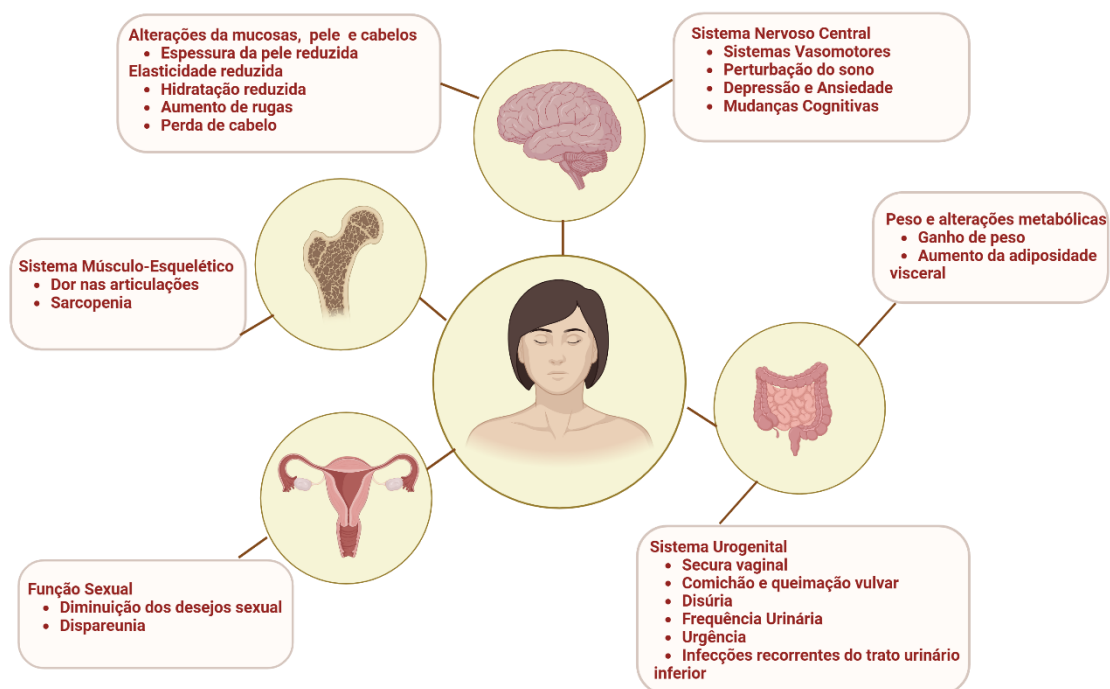 Alterações da mucosas, pele e cabelos
• Espessura da pele reduzida
Elasticidade reduzida
• Hidratação reduzida
• Aumento de rugas
• Perda de cabelo
Sistema Nervoso Central
• Sistemas Vasomotores
• Perturbação do sono
• Depressão e Ansiedade
• Mudanças Cognitivas
Peso e alterações metabólicas
• Ganho de peso
• Aumento da adiposidade
visceral
Sistema Músculo-Esquelético
• Dor nas articulações
• Sarcopenia
Função Sexual
• Diminuição dos desejos sexual
• Dispareunia
Sistema Urogenital
• Secura vaginal
• Comichão e queimação vulvar
• Disúria
• Frequência Urinária
• Urgência
• Infecções recorrentes do trato urinário
inferior